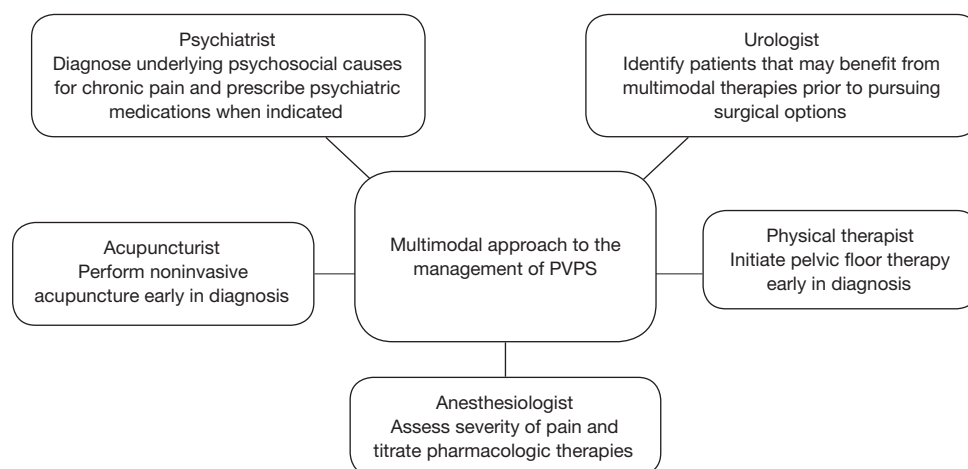 Psychiatrist
Diagnose underlying psychosocial causes
for chronic pain and prescribe psychiatric
medications when indicated
Urologist
Identify patients that may benefit from
multimodal therapies prior to pursuing
surgical options
Acupuncturist
Perform noninvasive
acupuncture early in diagnosis
Multimodal approach to the
management of PVPS
Physical therapist
Initiate pelvic floor therapy
early in diagnosis
Anesthesiologist
Assess severity of pain and
titrate pharmacologic therapies